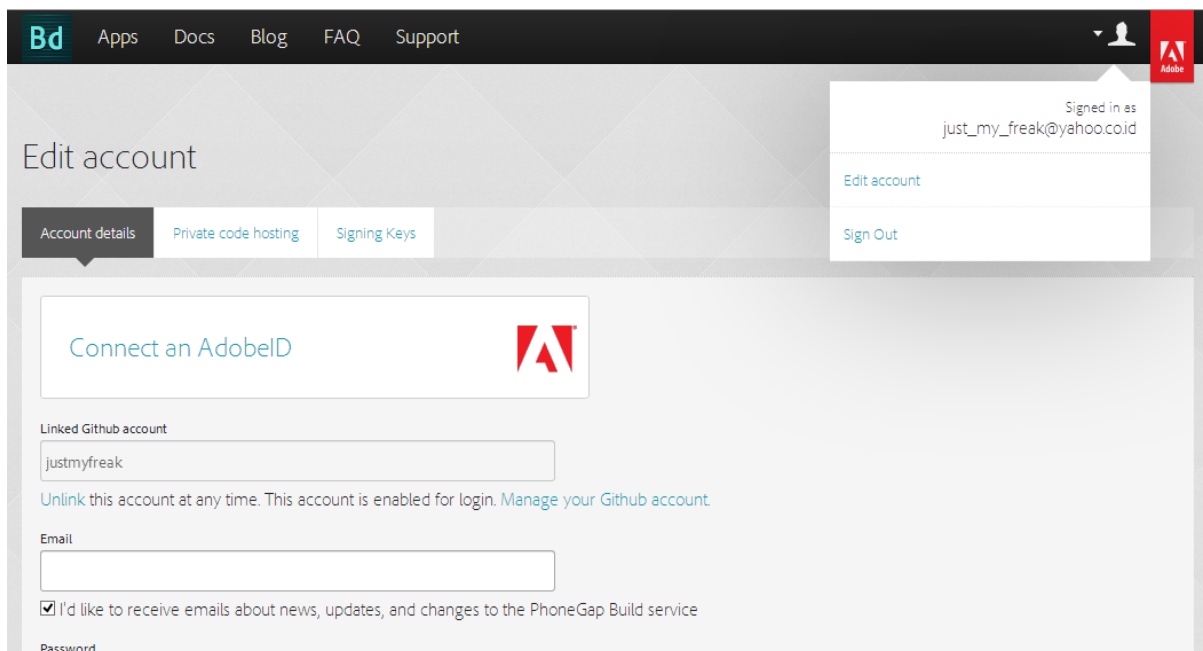 Bd Apps Docs Blog FAQ Support
Adobe
Signed in as
just_my_freak@yahoo.co.id
Edit account
Sign Out
Edit account
Account details Private code hosting Signing Keys
Connect an AdobeID
Linked Github account
justmyfreak
Unlink this account at any time. This account is enabled for login. Manage your Github account.
Email
I'd like to receive emails about news, updates, and changes to the PhoneGap Build service
Password